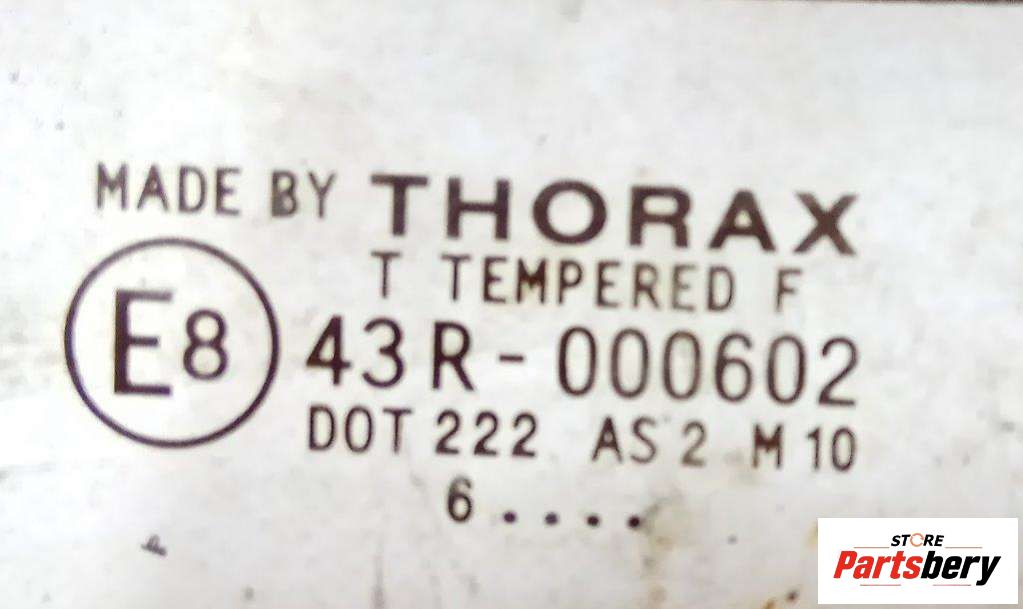 MADE BY THORAX
T TEMPERED F
E8 43R-000602
DOT 222 AS 2 M 10
6 ....
STORE
Partsbery